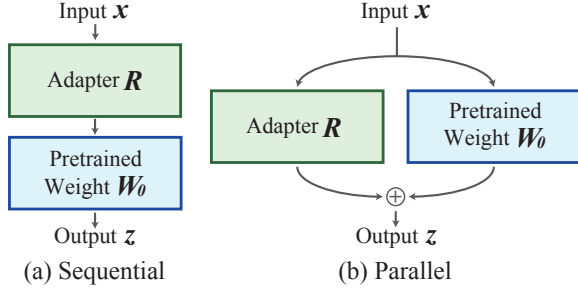 Input x
Adapter R
Pretrained
Weight W₀
Output z
(a) Sequential
Input x
Adapter R
Pretrained
Weight W₀
Output z
(b) Parallel